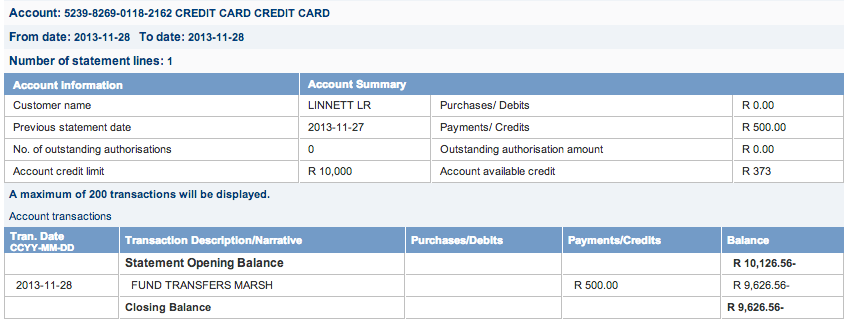 Account: 5239-8269-0118-2162 CREDIT CARD CREDIT CARD
From date: 2013-11-28 To date: 2013-11-28
Number of statement lines: 1
Account Information Account Summary
Customer name LINNETT LR Purchases/ Debits R 0.00
Previous statement date 2013-11-27 Payments/ Credits R 500.00
No. of outstanding authorisations 0 Outstanding authorisation amount R 0.00
Account credit limit R 10,000 Account available credit R 373
A maximum of 200 transactions will be displayed.
Account transactions
Tran. Date
CCYY-MM-DD Transaction Description/Narrative Purchases/Debits Payments/Credits Balance
Statement Opening Balance R 10,126.56-
2013-11-28 FUND TRANSFERS MARSH R 500.00 R 9,626.56-
Closing Balance R 9,626.56-